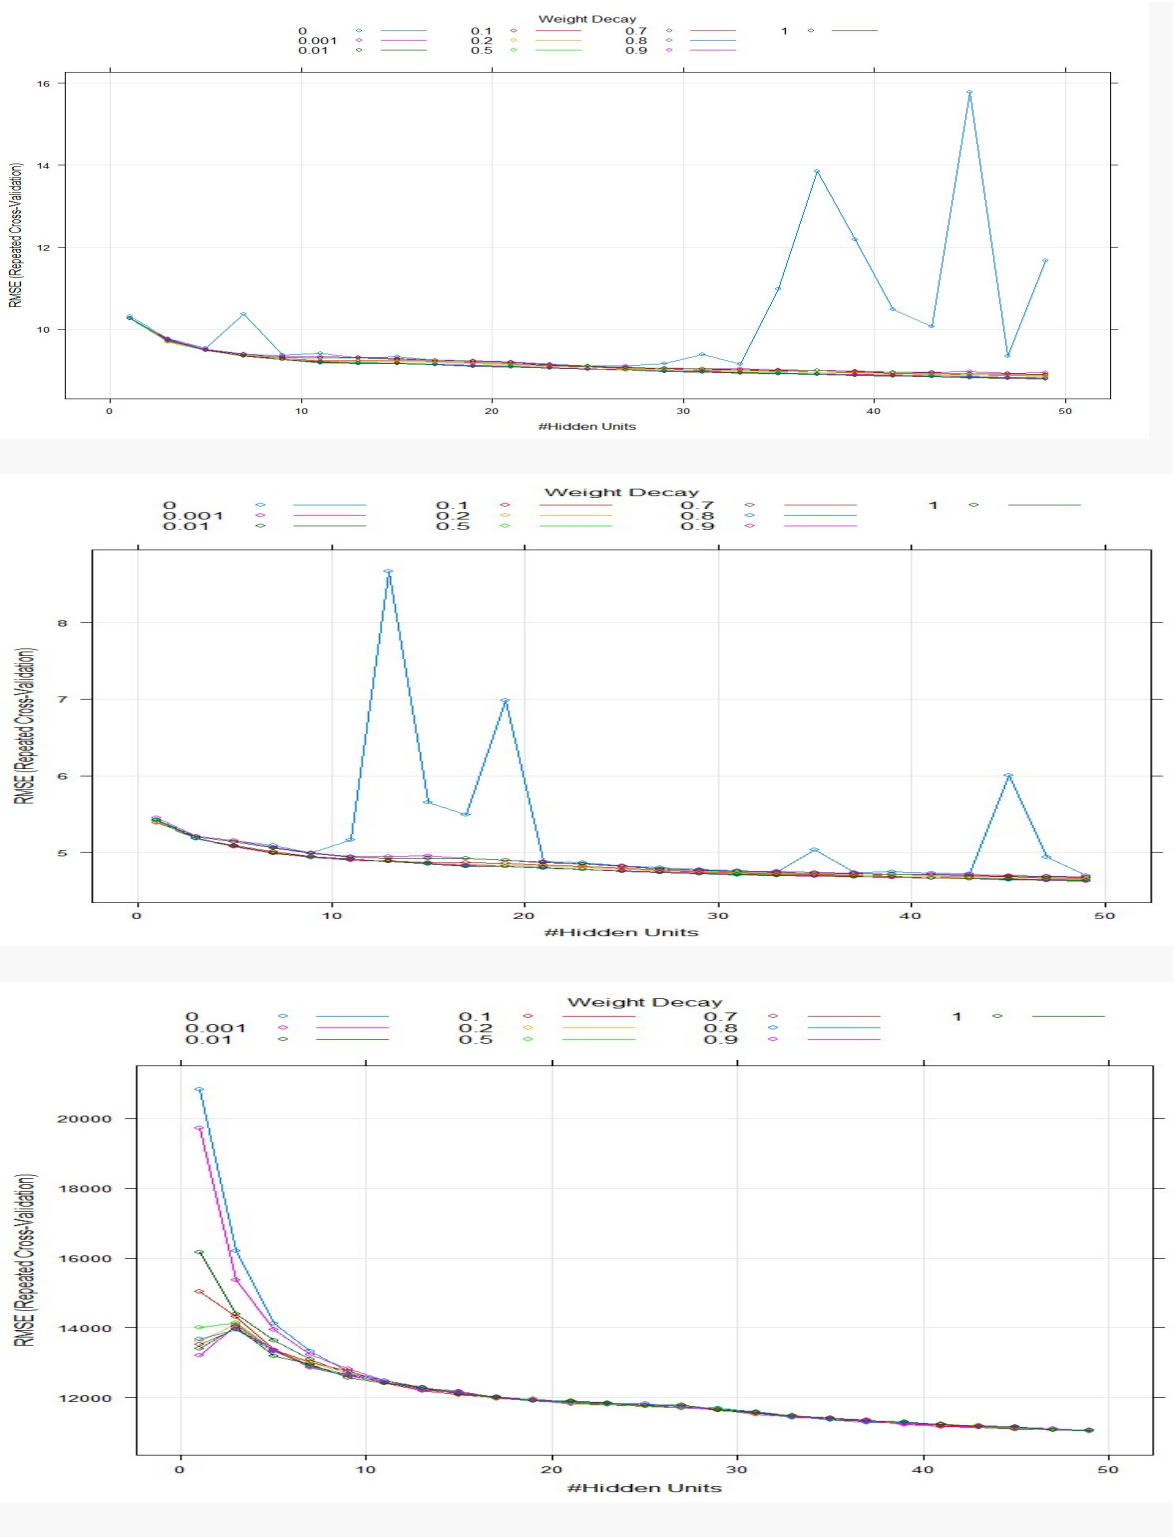 Weight Decay
0 0.1 0.7 1
0.001 0.2 0.8
0.01 0.5 0.9
16
14
12
10
RMSE (Repeated Cross-Validation)
0 10 20 30 40 50
#Hidden Units
Weight Decay
0 0.1 0.7 1
0.001 0.2 0.8
0.01 0.5 0.9
8
7
6
5
RMSE (Repeated Cross-Validation)
0 10 20 30 40 50
#Hidden Units
Weight Decay
0 0.1 0.7 1
0.001 0.2 0.8
0.01 0.5 0.9
20000
18000
16000
14000
12000
RMSE (Repeated Cross-Validation)
0 10 20 30 40 50
#Hidden Units